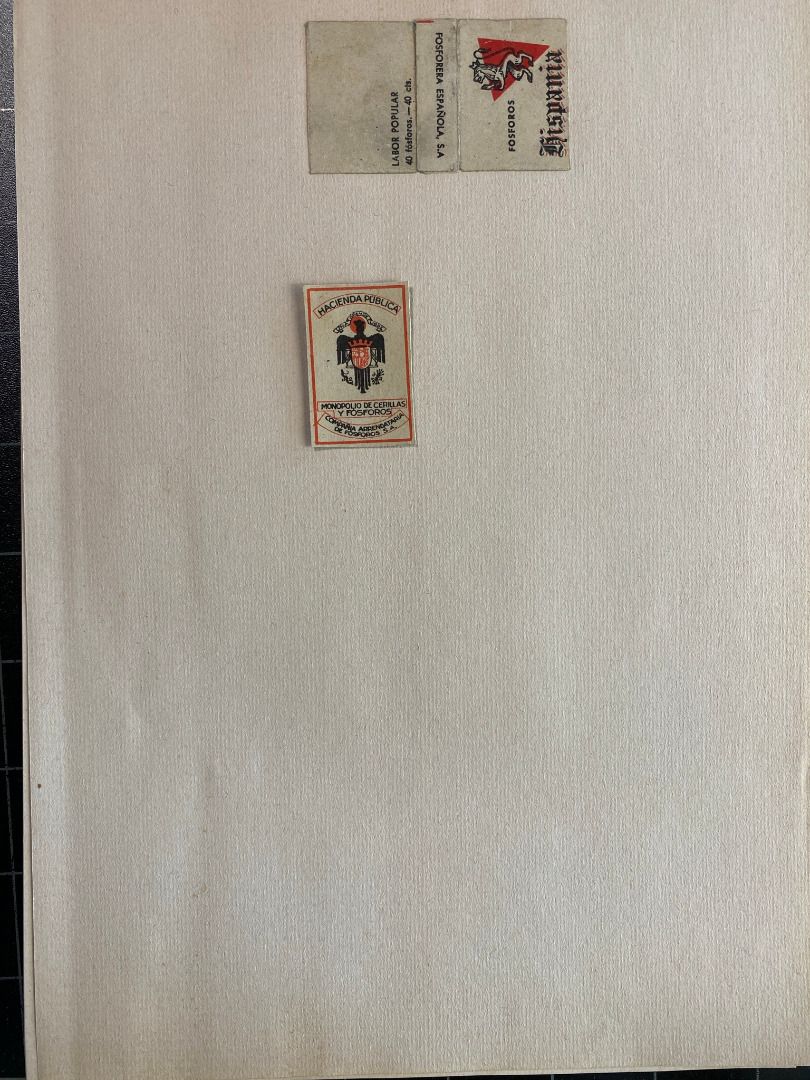 LABOR POPULAR
40 fósforos.—40 cts.
FOSFORERA ESPAÑOLA, S.A
FOSFOROS
Hispania
HACIENDA PÚBLICA
MONOPOLIO DE CERILLAS
Y FÓSFOROS
COMPAÑIA ARRENDATARIA
DE FÓSFOROS S.A.